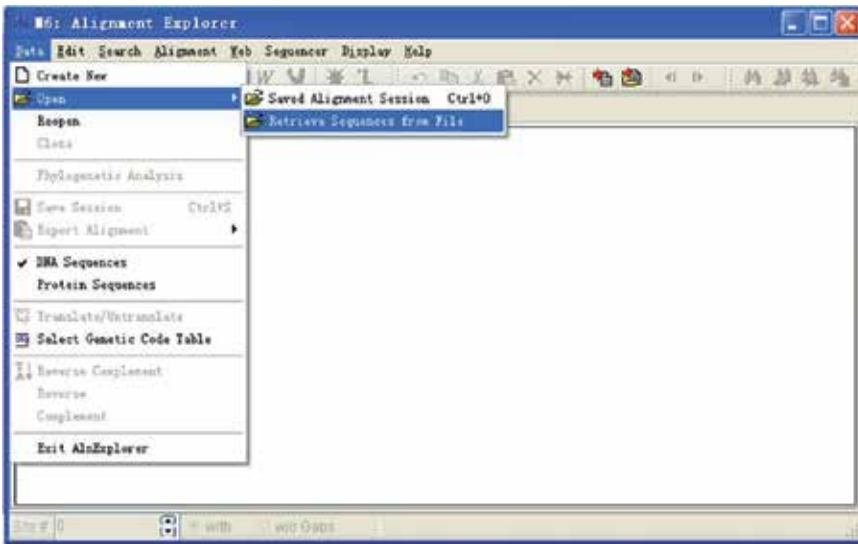 M6: Alignment Explorer
Data Edit Search Alignment Web Sequencer Display Help
Create New
Open
Saved Alignment Session Ctrl+O
Reopen
Retrieve Sequences from File
Close
Phylogenetic Analysis
Save Session Ctrl+S
Export Alignment
DNA Sequences
Protein Sequences
Translate/Untranslate
Select Genetic Code Table
Reverse Complement
Reverse
Complement
Exit AlnExplorer
Site # 0 with w/o Gaps